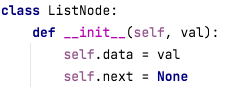 class ListNode:
    def __init__(self, val):
        self.data = val
        self.next = None